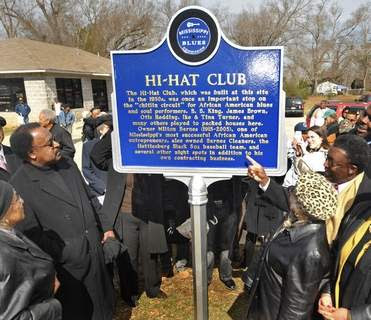 MISSISSIPPI
BLUES
HI-HAT CLUB
The Hi-Hat Club, which was built at this site
in the 1950s, was once an important stop on
the "chitlin circuit" for African American blues
and soul performers. B. B. King, James Brown,
Otis Redding, Ike & Tina Turner, and
many others played to packed houses here.
Owner Milton Barnes (1915-2005), one of
Mississippi's most successful African American
entrepreneurs, also owned Barnes Cleaners, the
Hattiesburg Black Sox baseball team, and
several other night spots in addition to his
own contracting business.